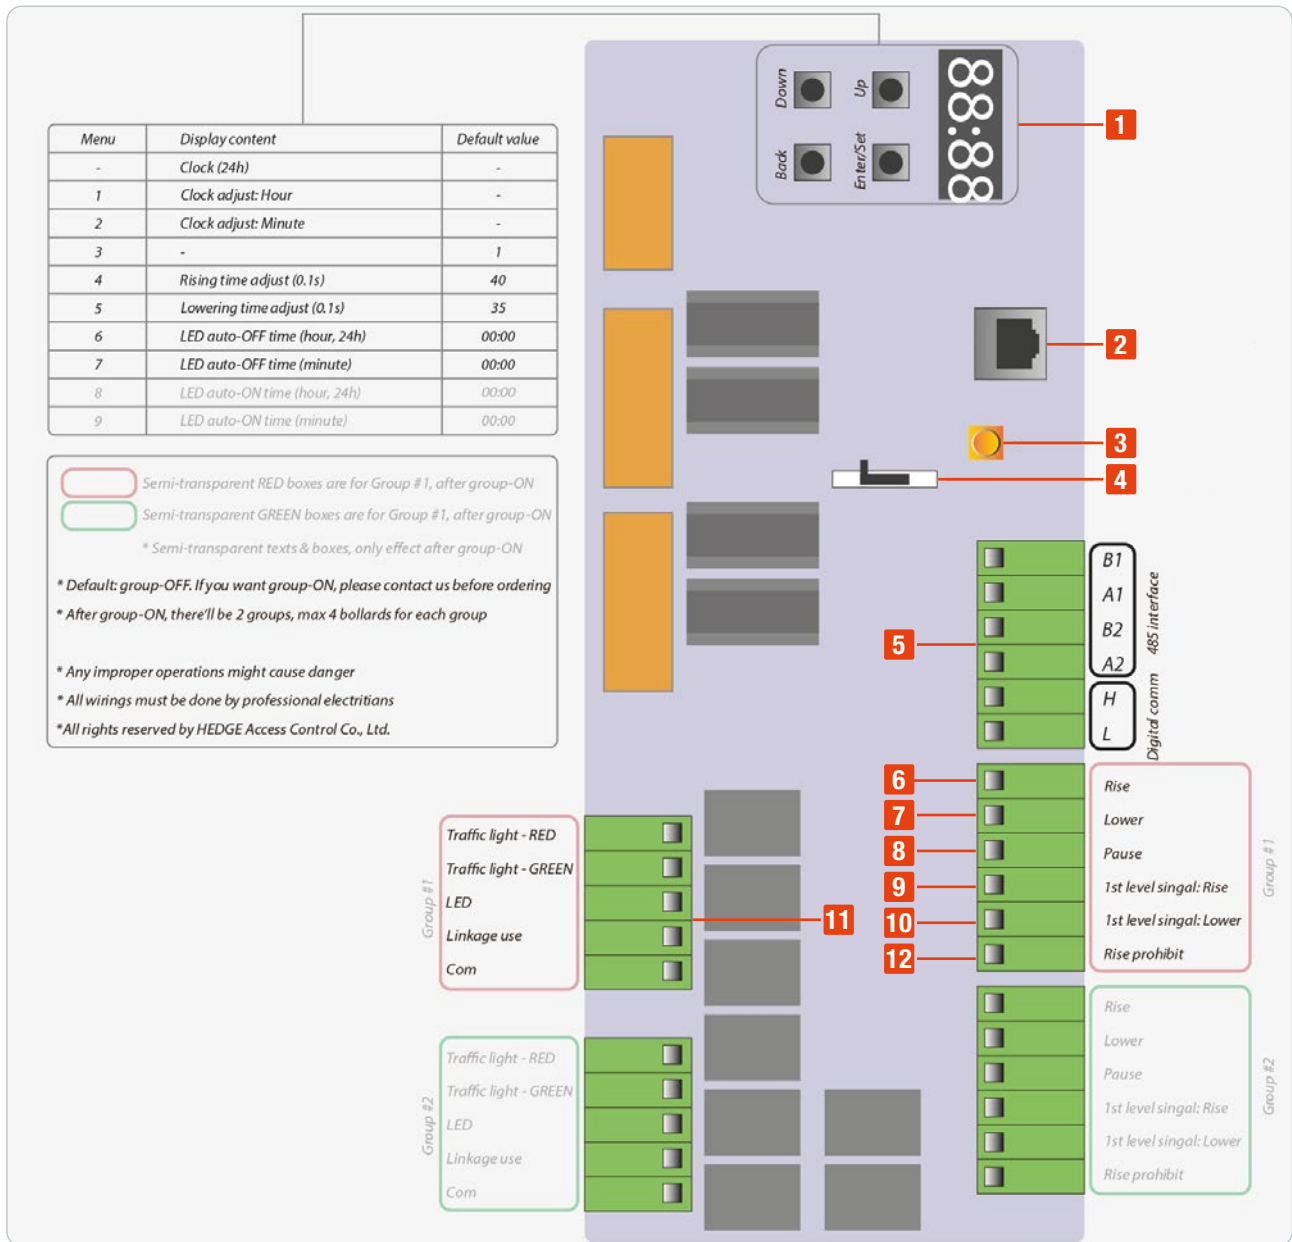 Down
Up
Back
Enter/Set
88:88
1
Menu Display content Default value
- Clock (24h) -
1 Clock adjust: Hour -
2 Clock adjust: Minute -
3 - 1
4 Rising time adjust (0.1s) 40
5 Lowering time adjust (0.1s) 35
6 LED auto-OFF time (hour, 24h) 00:00
7 LED auto-OFF time (minute) 00:00
8 LED auto-ON time (hour, 24h) 00:00
9 LED auto-ON time (minute) 00:00
2
3
4
Semi-transparent RED boxes are for Group #1, after group-ON
Semi-transparent GREEN boxes are for Group #1, after group-ON
* Semi-transparent texts & boxes, only effect after group-ON
* Default: group-OFF. If you want group-ON, please contact us before ordering
* After group-ON, there'll be 2 groups, max 4 bollards for each group
* Any improper operations might cause danger
* All wirings must be done by professional electritians
*All rights reserved by HEDGE Access Control Co., Ltd.
5
B1
A1
B2
A2
485 interface
H
L
Digital comm
6
Rise
7
Lower
8
Pause
9
1st level singal: Rise
10
1st level singal: Lower
12
Rise prohibit
Group #1
Group #1
Traffic light - RED
Traffic light - GREEN
LED
Linkage use
Com
11
Group #2
Traffic light - RED
Traffic light - GREEN
LED
Linkage use
Com
Rise
Lower
Pause
1st level singal: Rise
1st level singal: Lower
Rise prohibit
Group #2